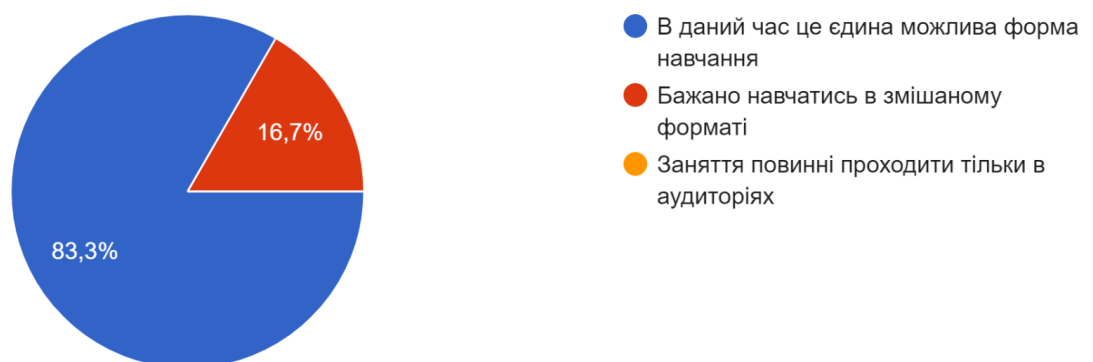 В даний час це єдина можлива форма
навчання
Бажано навчатись в змішаному
форматі
Заняття повинні проходити тільки в
аудиторіях
16,7%
83,3%